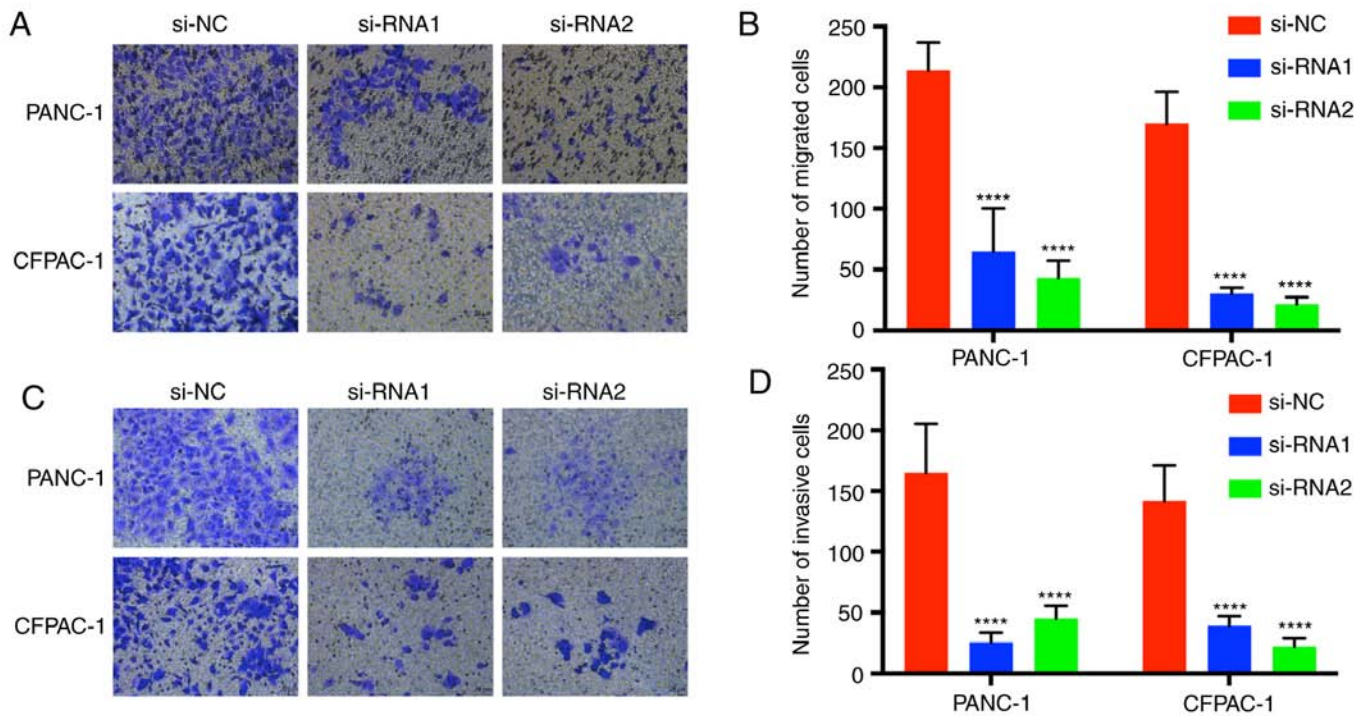 A
si-NC
si-RNA1
si-RNA2
PANC-1
CFPAC-1
B
Number of migrated cells
250
200
150
100
50
0
****
****
****
****
PANC-1
CFPAC-1
si-NC
si-RNA1
si-RNA2
C
si-NC
si-RNA1
si-RNA2
PANC-1
CFPAC-1
D
Number of invasive cells
250
200
150
100
50
0
****
****
****
****
PANC-1
CFPAC-1
si-NC
si-RNA1
si-RNA2